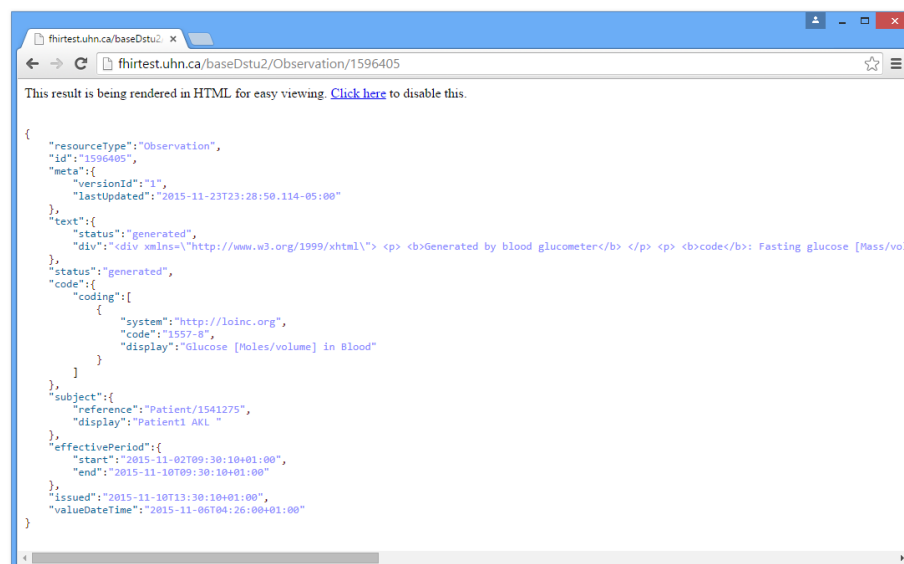 fhirtest.uhn.ca/baseDstu2
fhirtest.uhn.ca/baseDstu2/Observation/1596405
This result is being rendered in HTML for easy viewing. Click here to disable this.
{
    "resourceType":"Observation",
    "id":"1596405",
    "meta":{
        "versionId":"1",
        "lastUpdated":"2015-11-23T23:28:50.114-05:00"
    },
    "text":{
        "status":"generated",
        "div":"<div xmlns=\"http://www.w3.org/1999/xhtml\"> <p> <b>Generated by blood glucometer</b> </p> <p> <b>code</b>: Fasting glucose [Mass/vo
    },
    "status":"generated",
    "code":{
        "coding":[
            {
                "system":"http://loinc.org",
                "code":"1557-8",
                "display":"Glucose [Moles/volume] in Blood"
            }
        ]
    },
    "subject":{
        "reference":"Patient/1541275",
        "display":"Patient1 AKL "
    },
    "effectivePeriod":{
        "start":"2015-11-02T09:30:10+01:00",
        "end":"2015-11-10T09:30:10+01:00"
    },
    "issued":"2015-11-10T13:30:10+01:00",
    "valueDateTime":"2015-11-06T04:26:00+01:00"
}